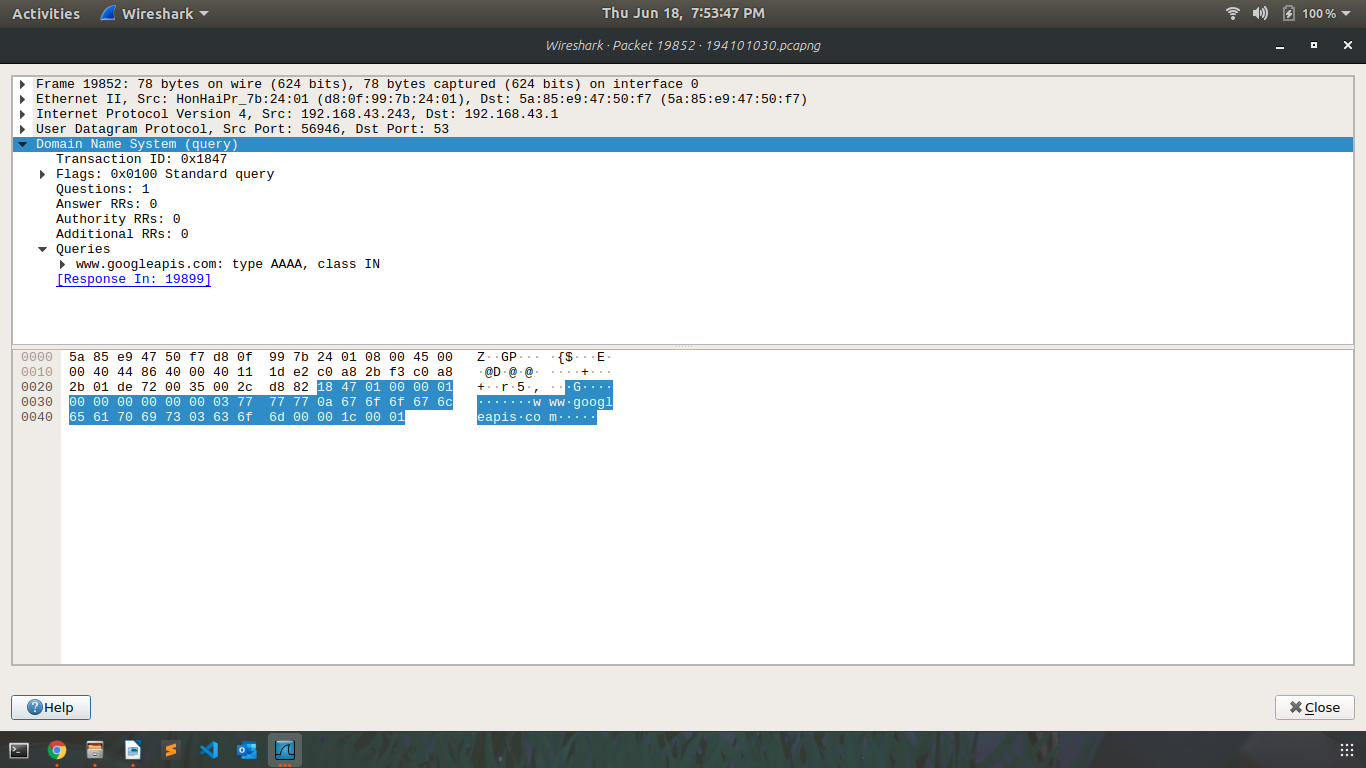 Activities Wireshark Thu Jun 18, 7:53:47 PM 100 %
Wireshark · Packet 19852 · 194101030.pcapng
Frame 19852: 78 bytes on wire (624 bits), 78 bytes captured (624 bits) on interface 0
Ethernet II, Src: HonHaiPr_7b:24:01 (d8:0f:99:7b:24:01), Dst: 5a:85:e9:47:50:f7 (5a:85:e9:47:50:f7)
Internet Protocol Version 4, Src: 192.168.43.243, Dst: 192.168.43.1
User Datagram Protocol, Src Port: 56946, Dst Port: 53
Domain Name System (query)
Transaction ID: 0x1847
Flags: 0x0100 Standard query
Questions: 1
Answer RRs: 0
Authority RRs: 0
Additional RRs: 0
Queries
www.googleapis.com: type AAAA, class IN
[Response In: 19899]
0000 5a 85 e9 47 50 f7 d8 0f 99 7b 24 01 08 00 45 00 Z··GP··· ·{$···E·
0010 00 40 44 86 40 00 40 11 1d e2 c0 a8 2b f3 c0 a8 ·@D·@·@· ····+···
0020 2b 01 de 72 00 35 00 2c d8 82 18 47 01 00 00 01 +··r·5·, ···G····
0030 00 00 00 00 00 00 03 77 77 77 0a 67 6f 6f 67 6c ·······w ww·googl
0040 65 61 70 69 73 03 63 6f 6d 00 00 1c 00 01 eapis·co m·····
Help Close